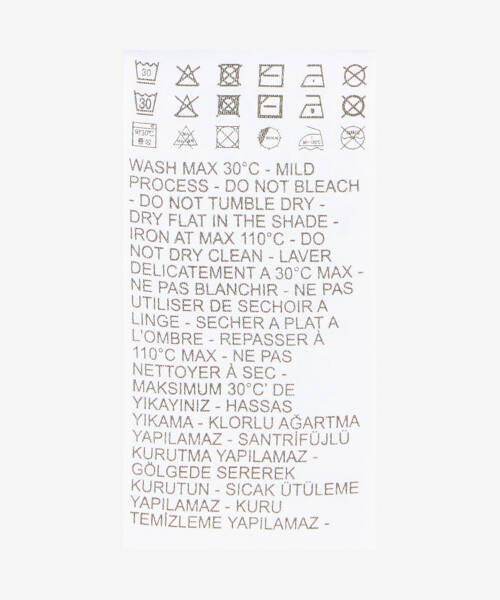 30
30
WASH MAX 30°C - MILD
PROCESS - DO NOT BLEACH
- DO NOT TUMBLE DRY -
DRY FLAT IN THE SHADE -
IRON AT MAX 110°C - DO
NOT DRY CLEAN - LAVER
DELICATEMENT A 30°C MAX -
NE PAS BLANCHIR - NE PAS
UTILISER DE SECHOIR A
LINGE - SECHER A PLAT A
L'OMBRE - REPASSER À
110°C MAX - NE PAS
NETTOYER À SEC -
MAKSIMUM 30°C' DE
YIKAYINIZ - HASSAS
YIKAMA - KLORLU AĞARTMA
YAPILAMAZ - SANTRİFÜJLÜ
KURUTMA YAPILAMAZ -
GÖLGEDE SEREREK
KURUTUN - SICAK ÜTÜLEME
YAPILAMAZ - KURU
TEMİZLEME YAPILAMAZ -